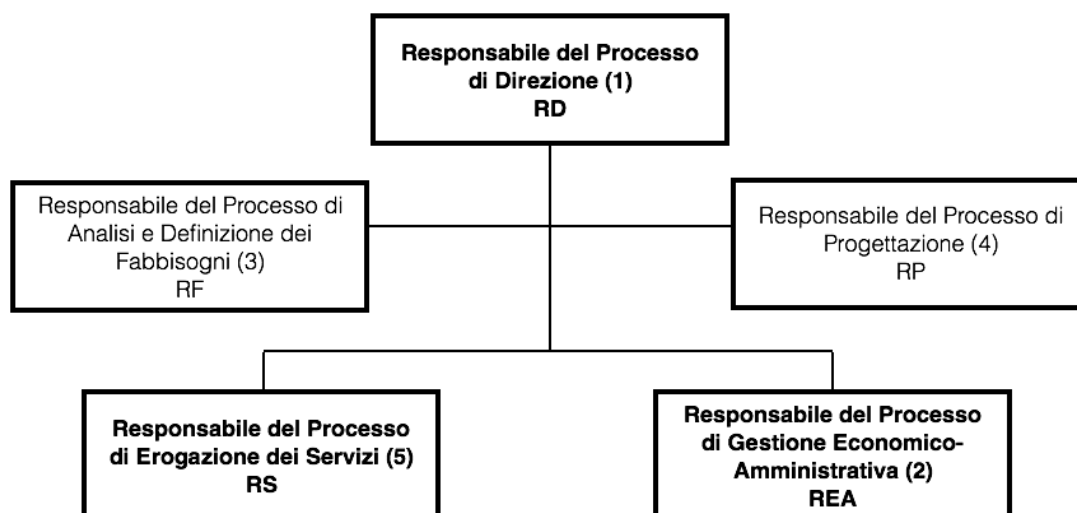 Responsabile del Processo
di Direzione (1)
RD
Responsabile del Processo di
Analisi e Definizione dei
Fabbisogni (3)
RF
Responsabile del Processo di
Progettazione (4)
RP
Responsabile del Processo
di Erogazione dei Servizi (5)
RS
Responsabile del Processo
di Gestione Economico-
Amministrativa (2)
REA